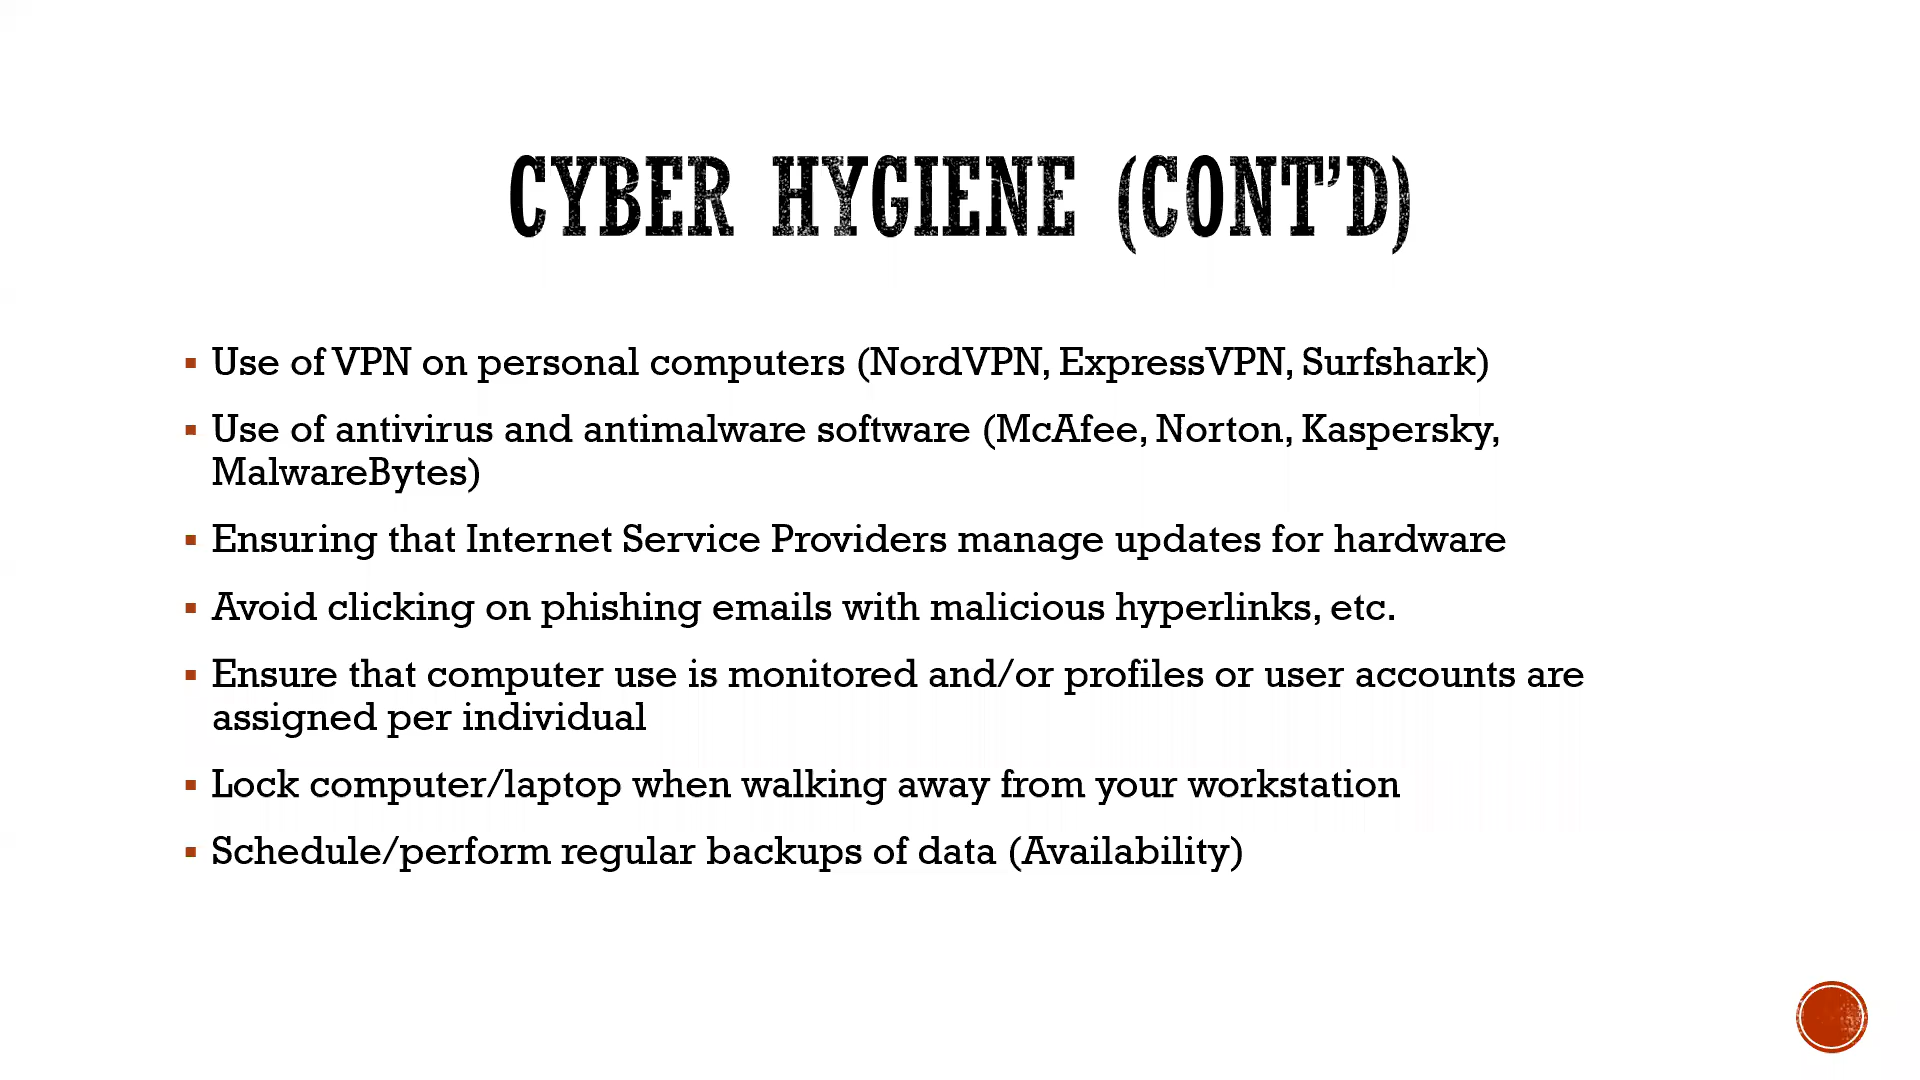 CYBER HYGIENE (CONT’D)
Use of VPN on personal computers (NordVPN, ExpressVPN, Surfshark)
Use of antivirus and antimalware software (McAfee, Norton, Kaspersky,
MalwareBytes)
Ensuring that Internet Service Providers manage updates for hardware
Avoid clicking on phishing emails with malicious hyperlinks, etc.
Ensure that computer use is monitored and/or profiles or user accounts are
assigned per individual
Lock computer/laptop when walking away from your workstation
Schedule/perform regular backups of data (Availability)